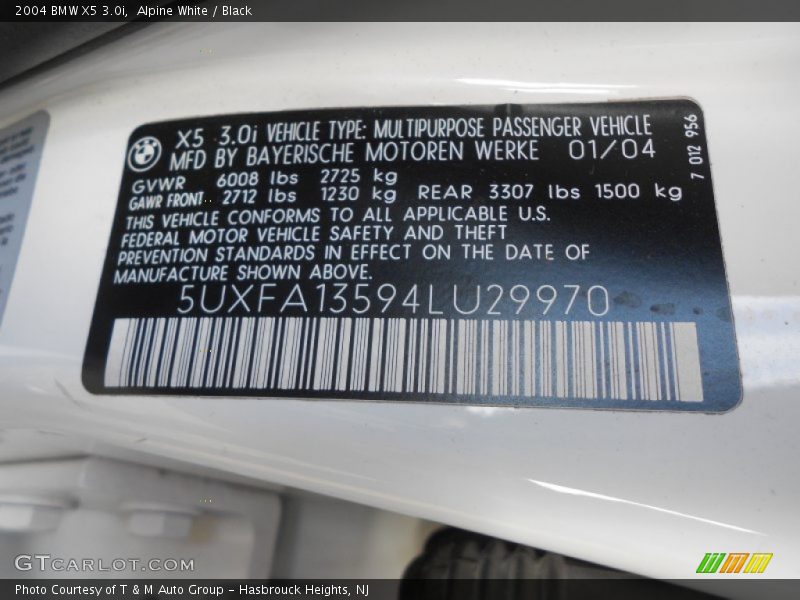 2004 BMW X5 3.0i,  Alpine White / Black
X5 3.0i VEHICLE TYPE: MULTIPURPOSE PASSENGER VEHICLE
MFD BY BAYERISCHE MOTOREN WERKE 01/04
7 012 956
GVWR 6008 lbs 2725 kg
GAWR FRONT 2712 lbs 1230 kg REAR 3307 lbs 1500 kg
THIS VEHICLE CONFORMS TO ALL APPLICABLE U.S.
FEDERAL MOTOR VEHICLE SAFETY AND THEFT
PREVENTION STANDARDS IN EFFECT ON THE DATE OF
MANUFACTURE SHOWN ABOVE.
5UXFA13594LU29970
GTCARLOT.COM
Photo Courtesy of T & M Auto Group - Hasbrouck Heights, NJ